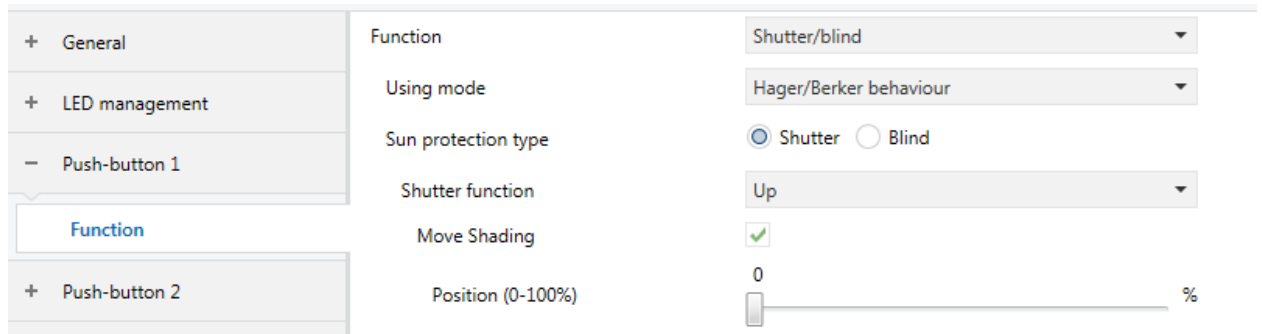 + General
+ LED management
− Push-button 1
Function
+ Push-button 2
Function Shutter/blind
Using mode Hager/Berker behaviour
Sun protection type Shutter Blind
Shutter function Up
Move Shading
0
Position (0-100%) %